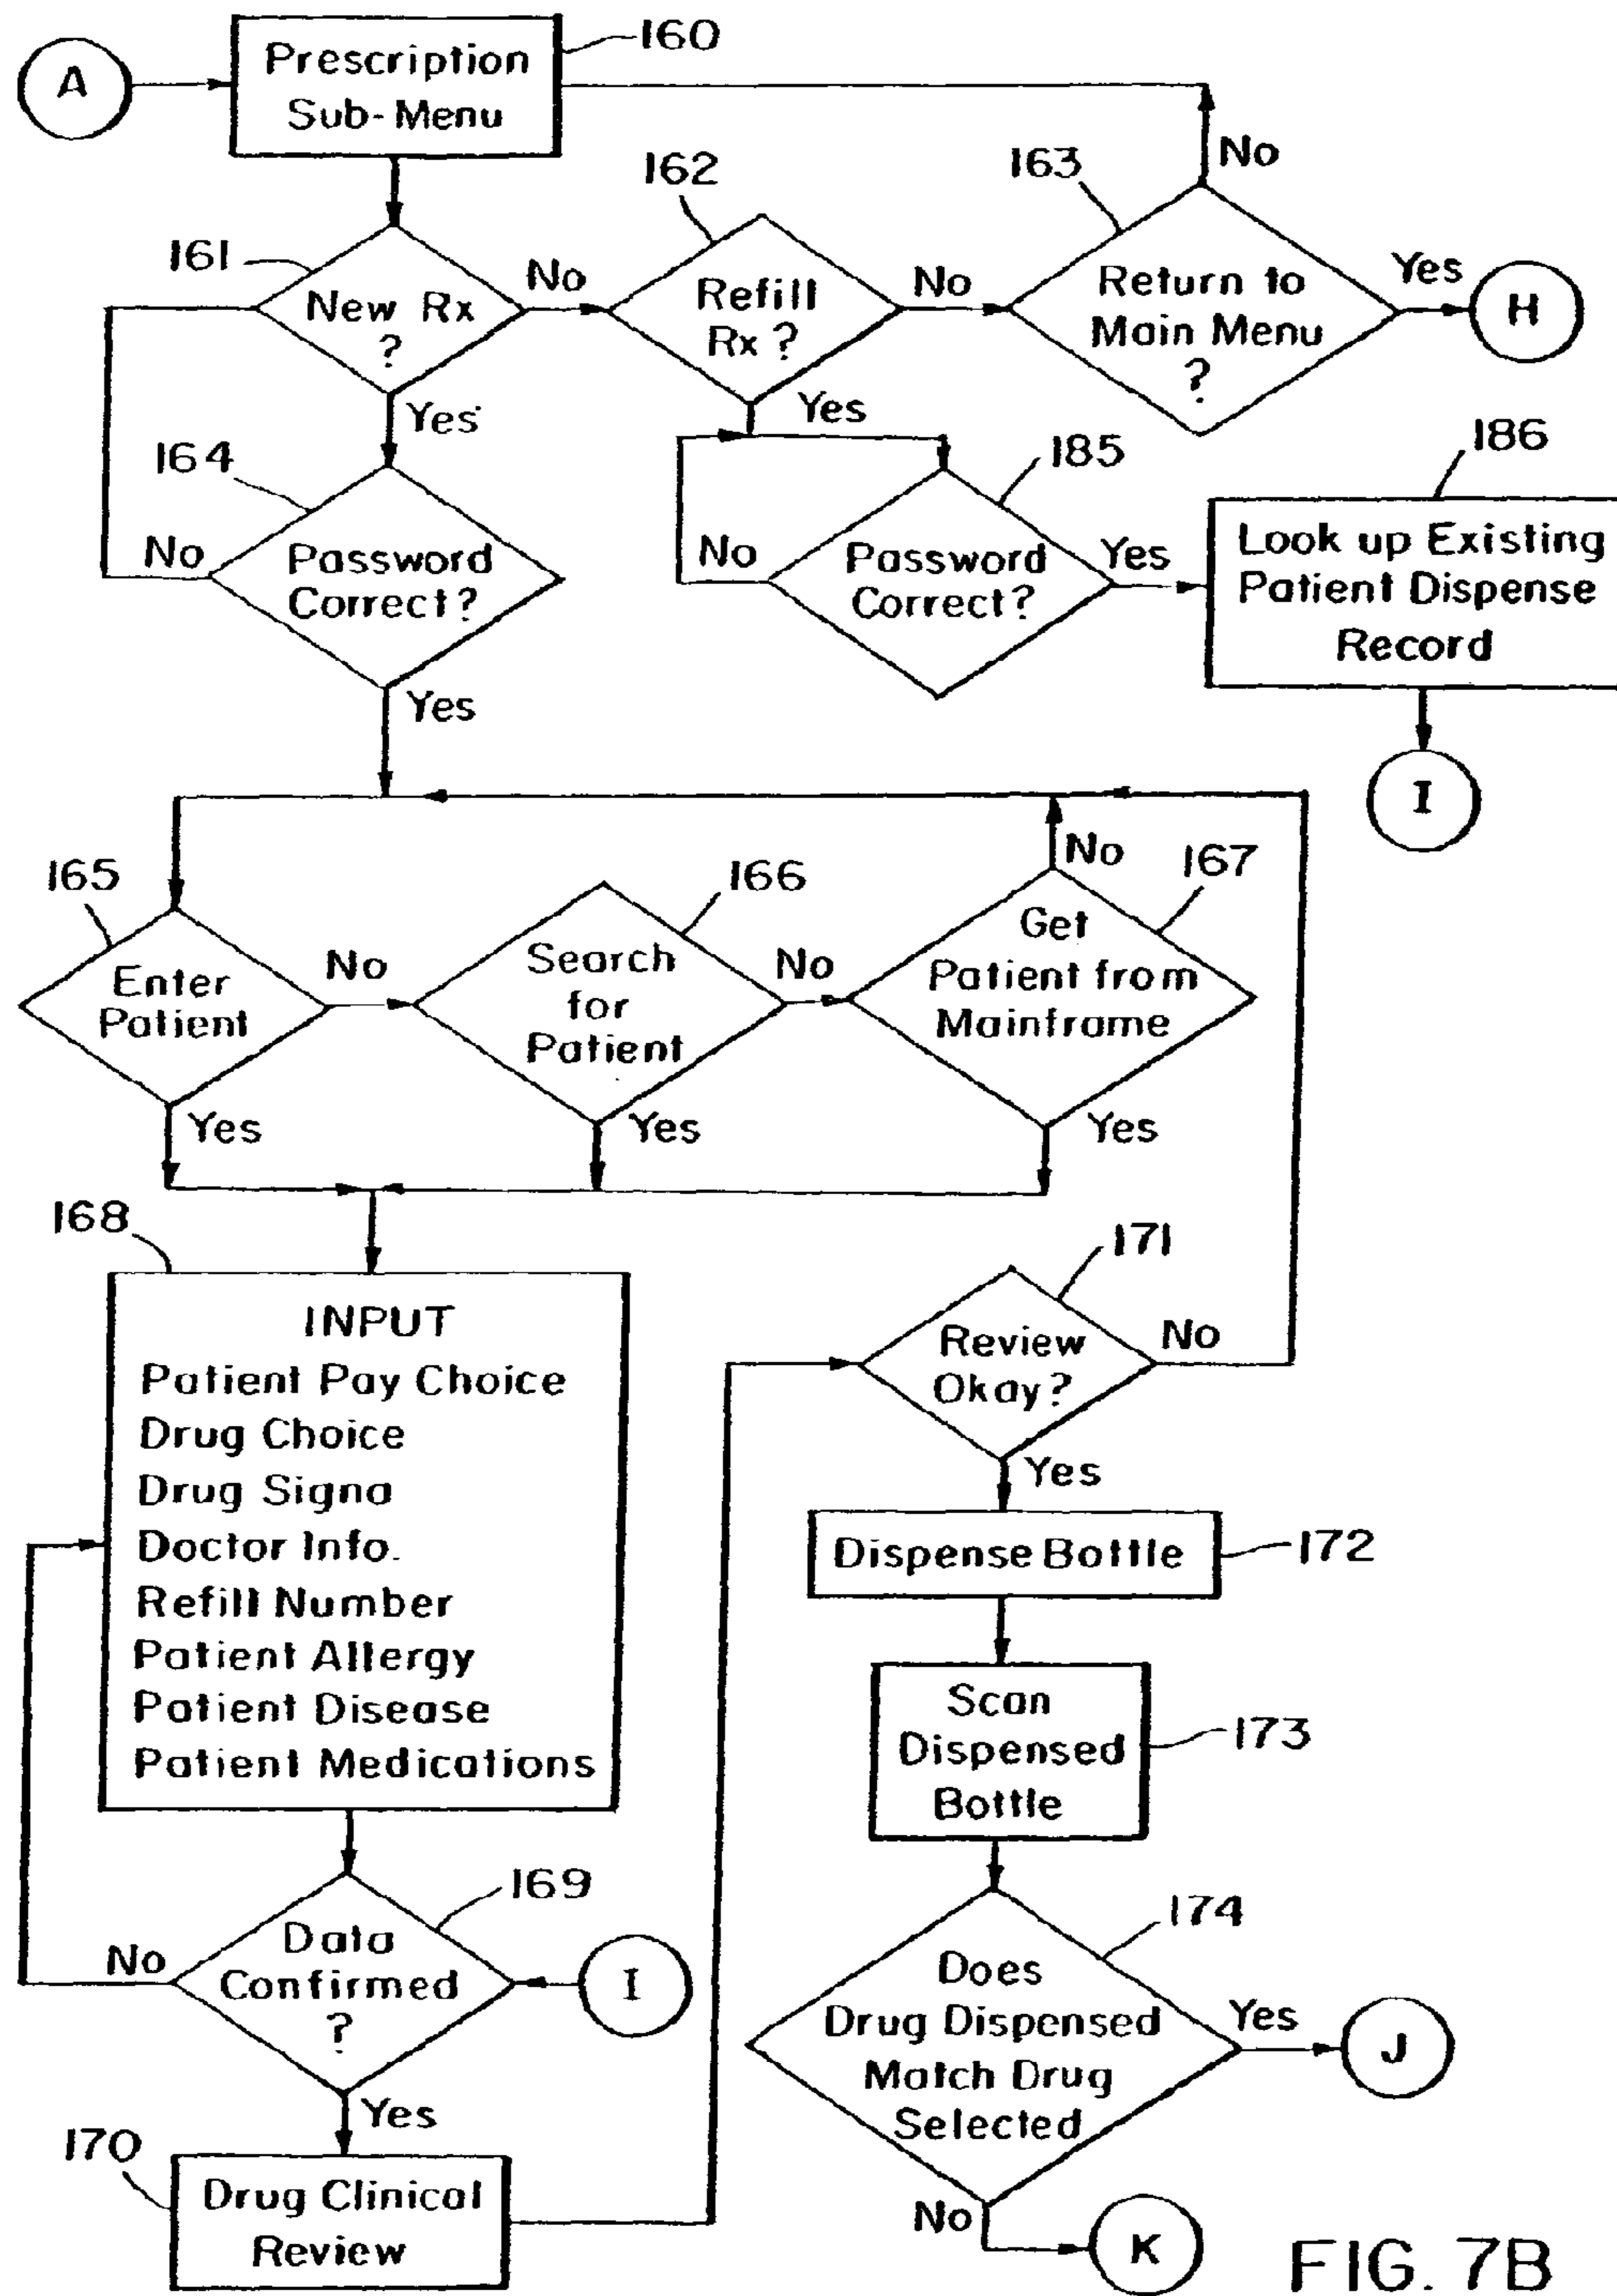 A
Prescription
Sub-Menu
160
No
161
New Rx
?
No
162
Refill
Rx?
No
163
Return to
Main Menu
?
Yes
H
Yes
Yes
164
Password
Correct?
No
185
Password
Correct?
No
Yes
186
Look up Existing
Patient Dispense
Record
I
Yes
165
Enter
Patient
No
166
Search
for
Patient
No
167
Get
Patient from
Mainframe
No
Yes
Yes
Yes
168
INPUT
Patient Pay Choice
Drug Choice
Drug Signa
Doctor Info.
Refill Number
Patient Allergy
Patient Disease
Patient Medications
169
Data
Confirmed
?
No
I
Yes
170
Drug Clinical
Review
171
Review
Okay?
No
Yes
Dispense Bottle
172
Scan
Dispensed
Bottle
173
174
Does
Drug Dispensed
Match Drug
Selected
Yes
J
No
K
FIG. 7B